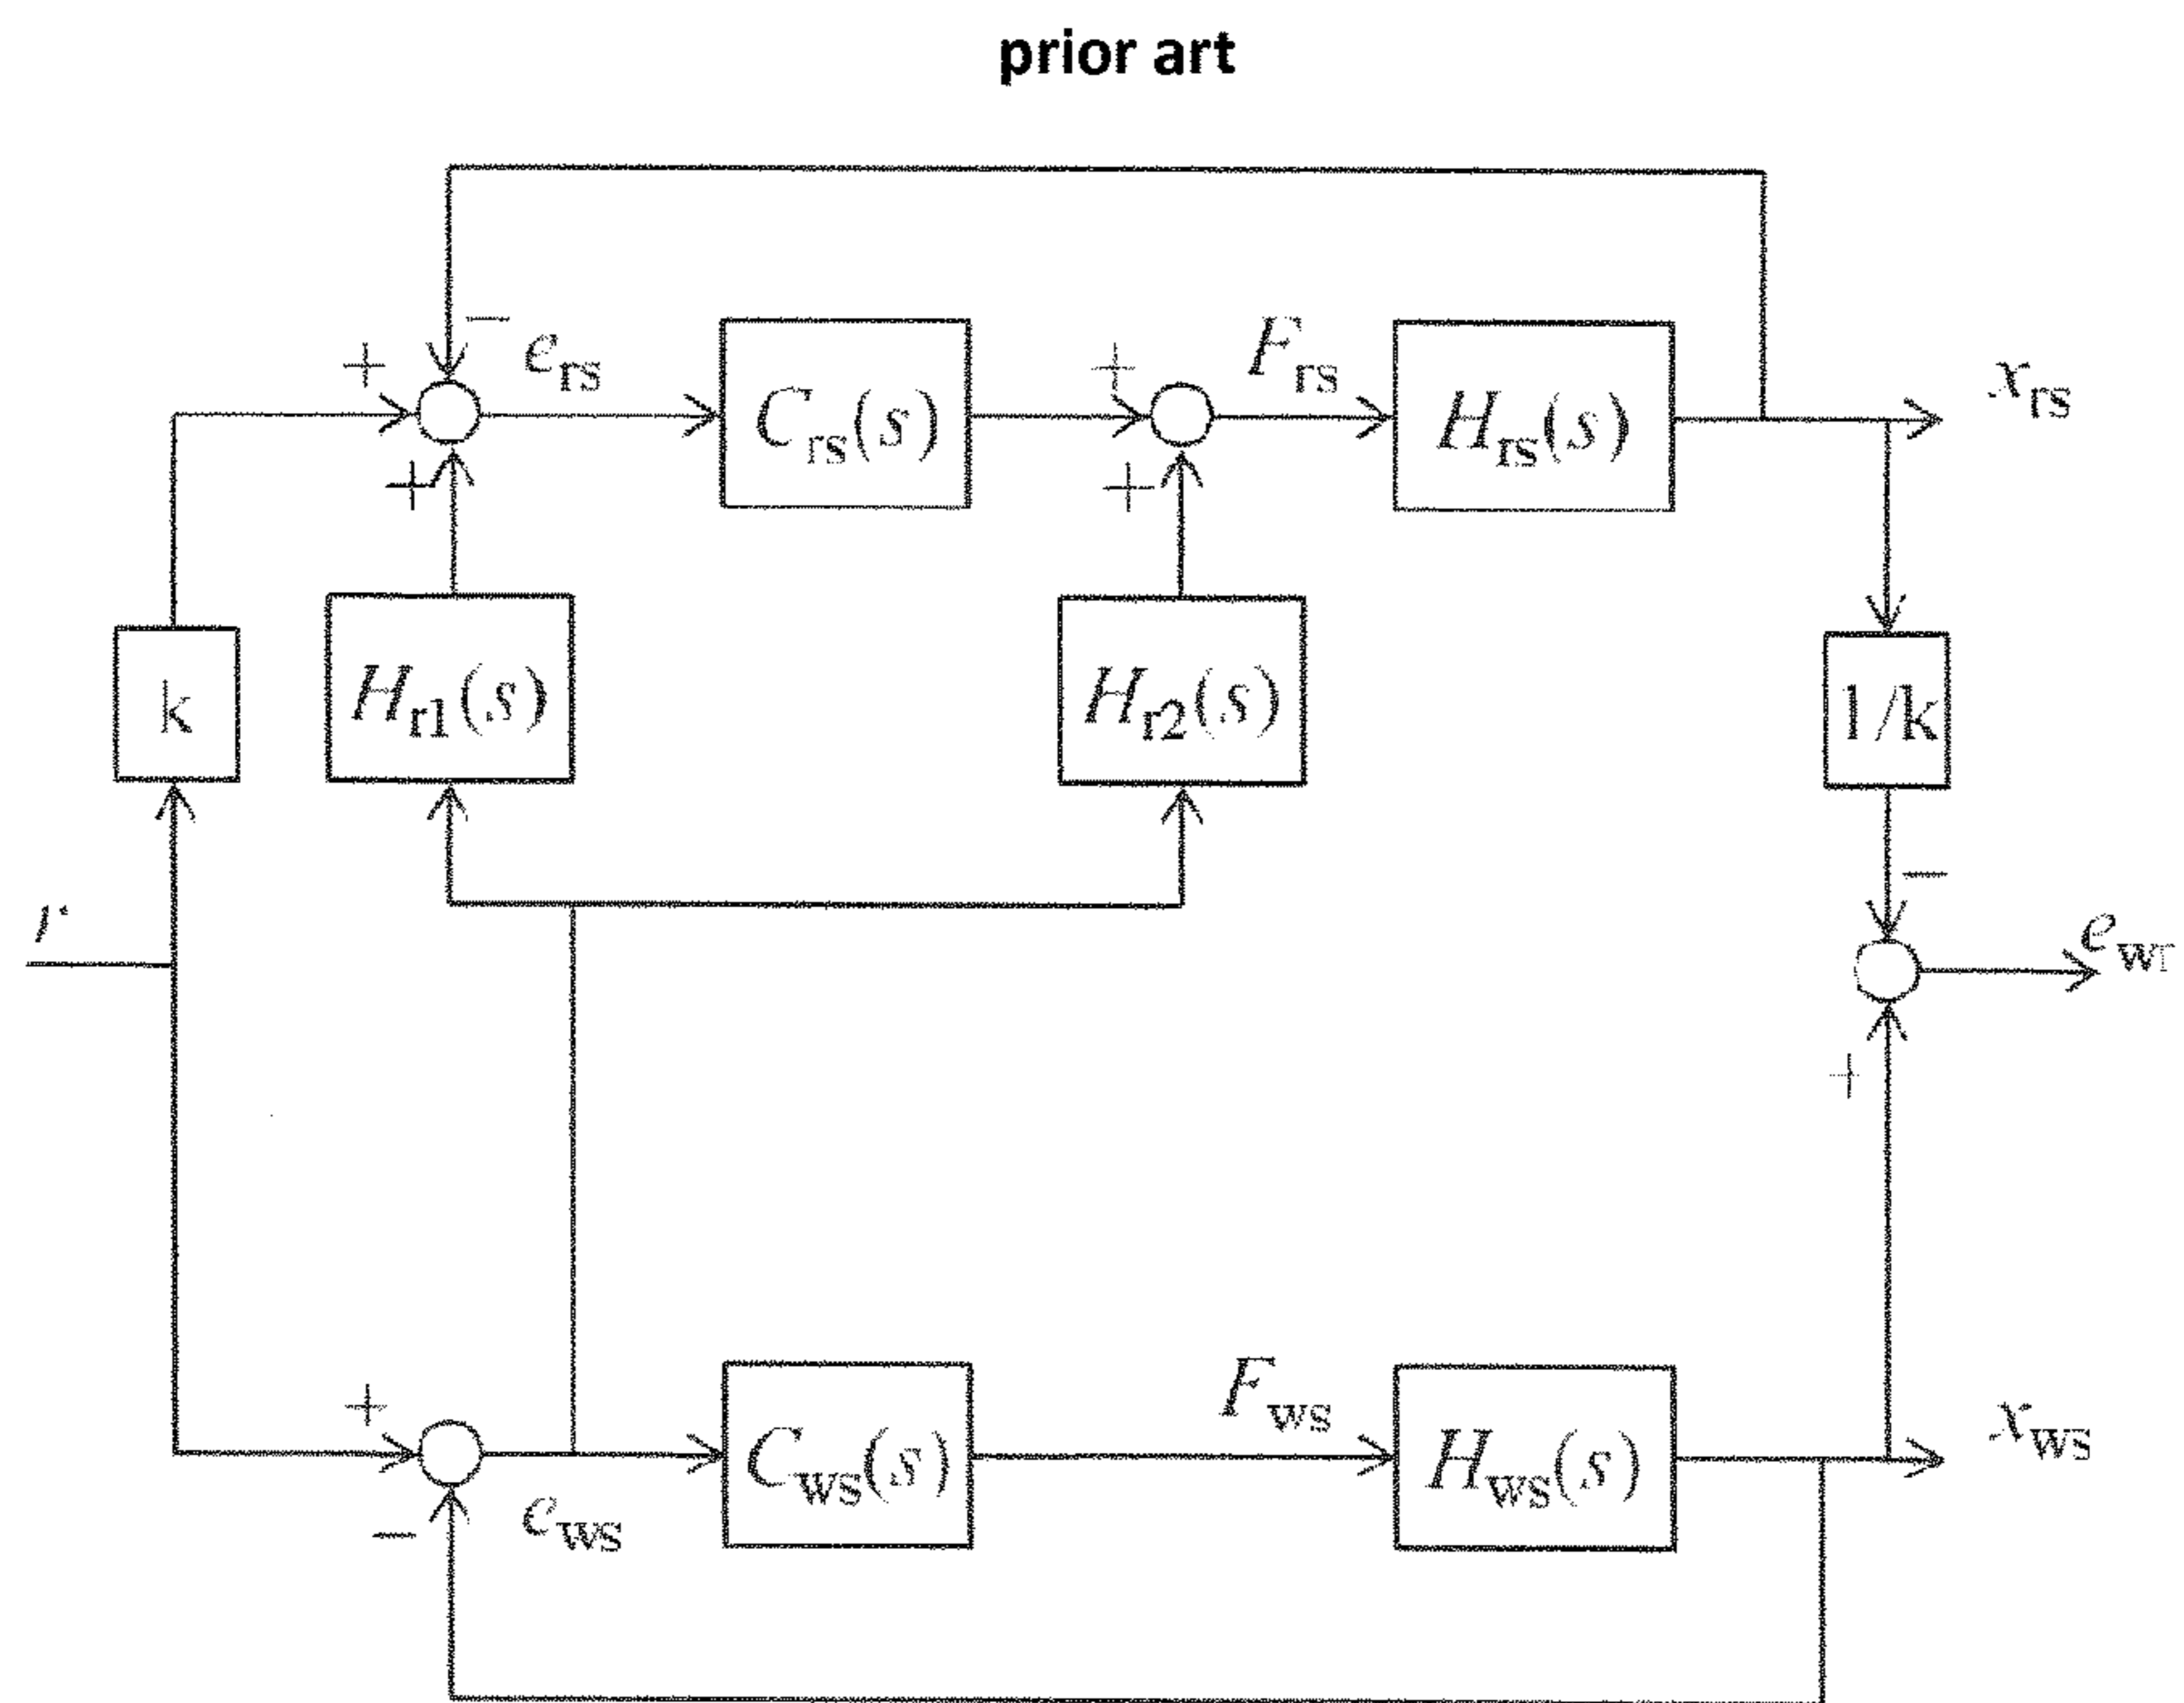 prior art
−
+
e_rs
C_rs(s)
+
F_rs
H_rs(s)
x_rs
+
+
k
H_r1(s)
H_r2(s)
1/k
r
−
e_wr
+
+
F_ws
x_ws
C_ws(s)
H_ws(s)
−
e_ws